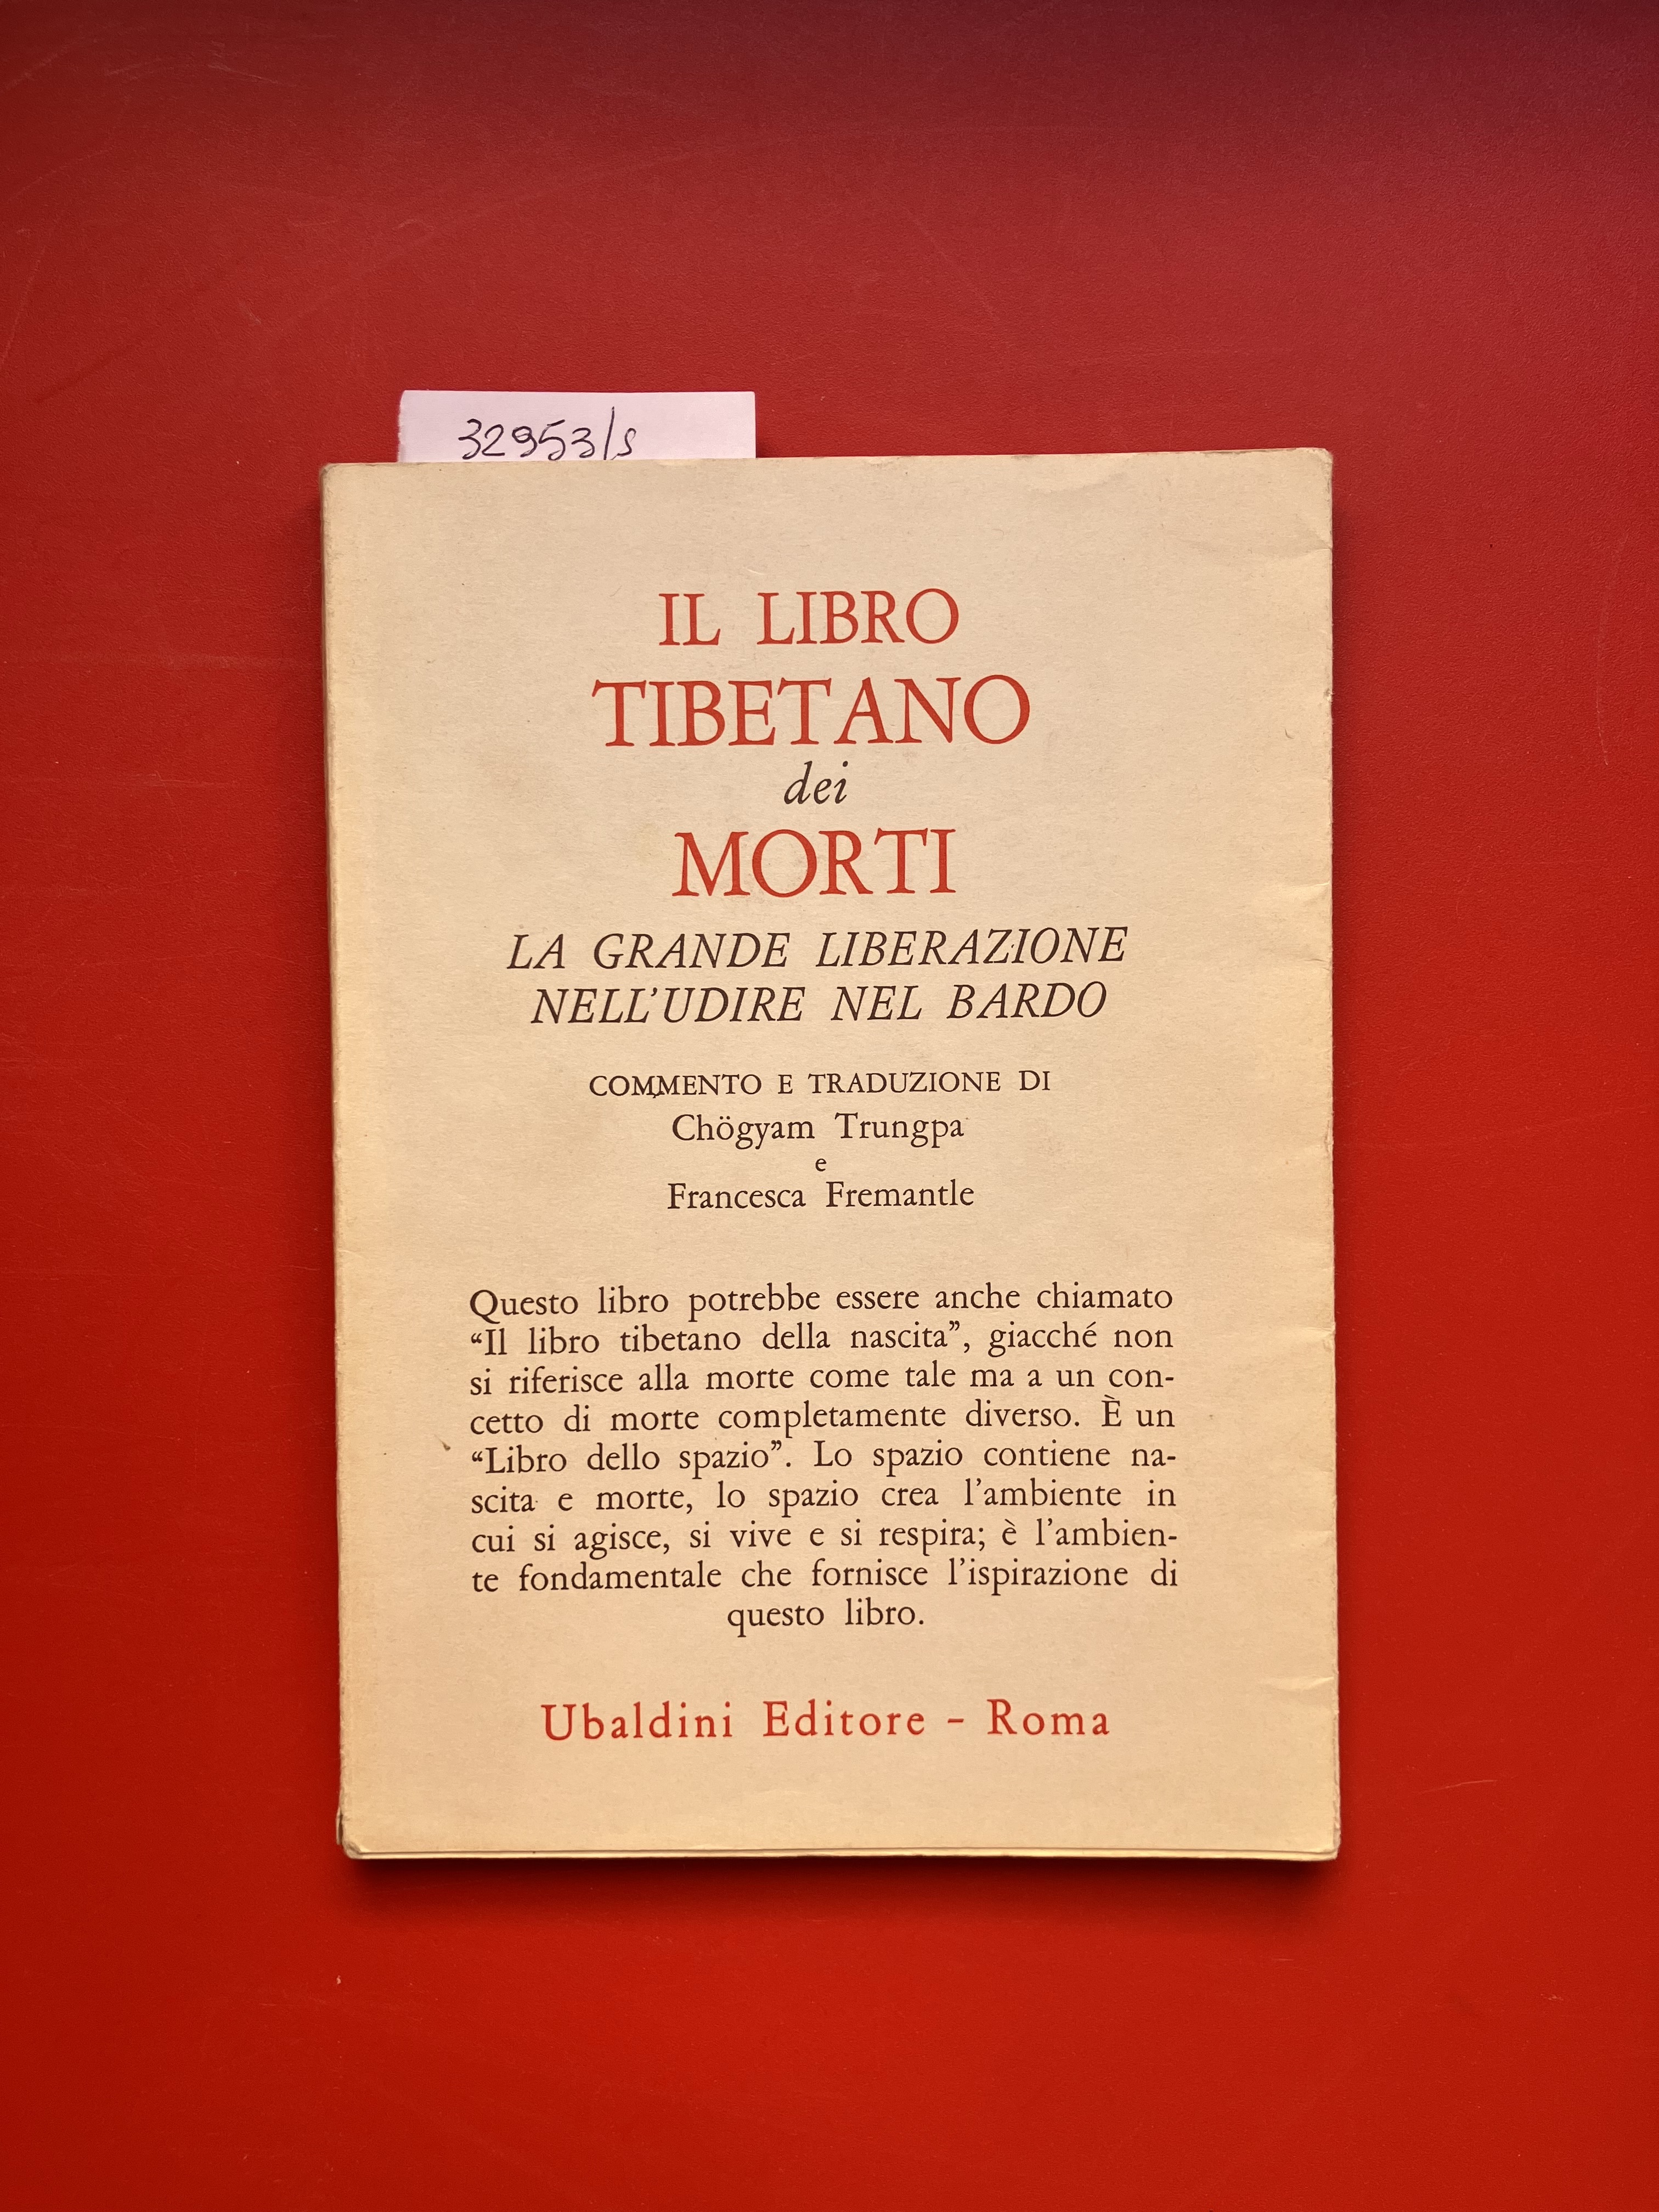 32953/s
IL LIBRO
TIBETANO
dei
MORTI
LA GRANDE LIBERAZIONE
NELL'UDIRE NEL BARDO
COMMENTO E TRADUZIONE DI
Chögyam Trungpa
e
Francesca Fremantle
Questo libro potrebbe essere anche chiamato
“Il libro tibetano della nascita”, giacché non
si riferisce alla morte come tale ma a un con-
cetto di morte completamente diverso. È un
“Libro dello spazio”. Lo spazio contiene na-
scita e morte, lo spazio crea l'ambiente in
cui si agisce, si vive e si respira; è l'ambien-
te fondamentale che fornisce l'ispirazione di
questo libro.
Ubaldini Editore - Roma